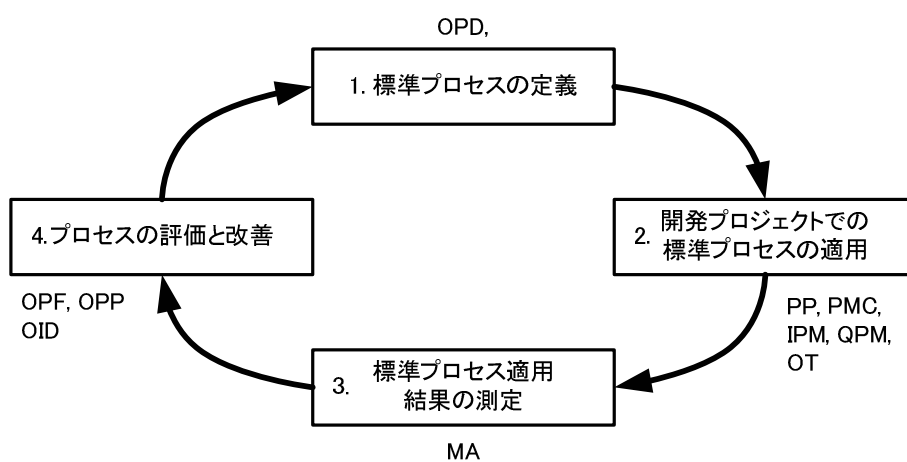 OPD,
1. 標準プロセスの定義
2. 開発プロジェクトでの
標準プロセスの適用
PP, PMC,
IPM, QPM,
OT
3. 標準プロセス適用
結果の測定
MA
4.プロセスの評価と改善
OPF, OPP
OID